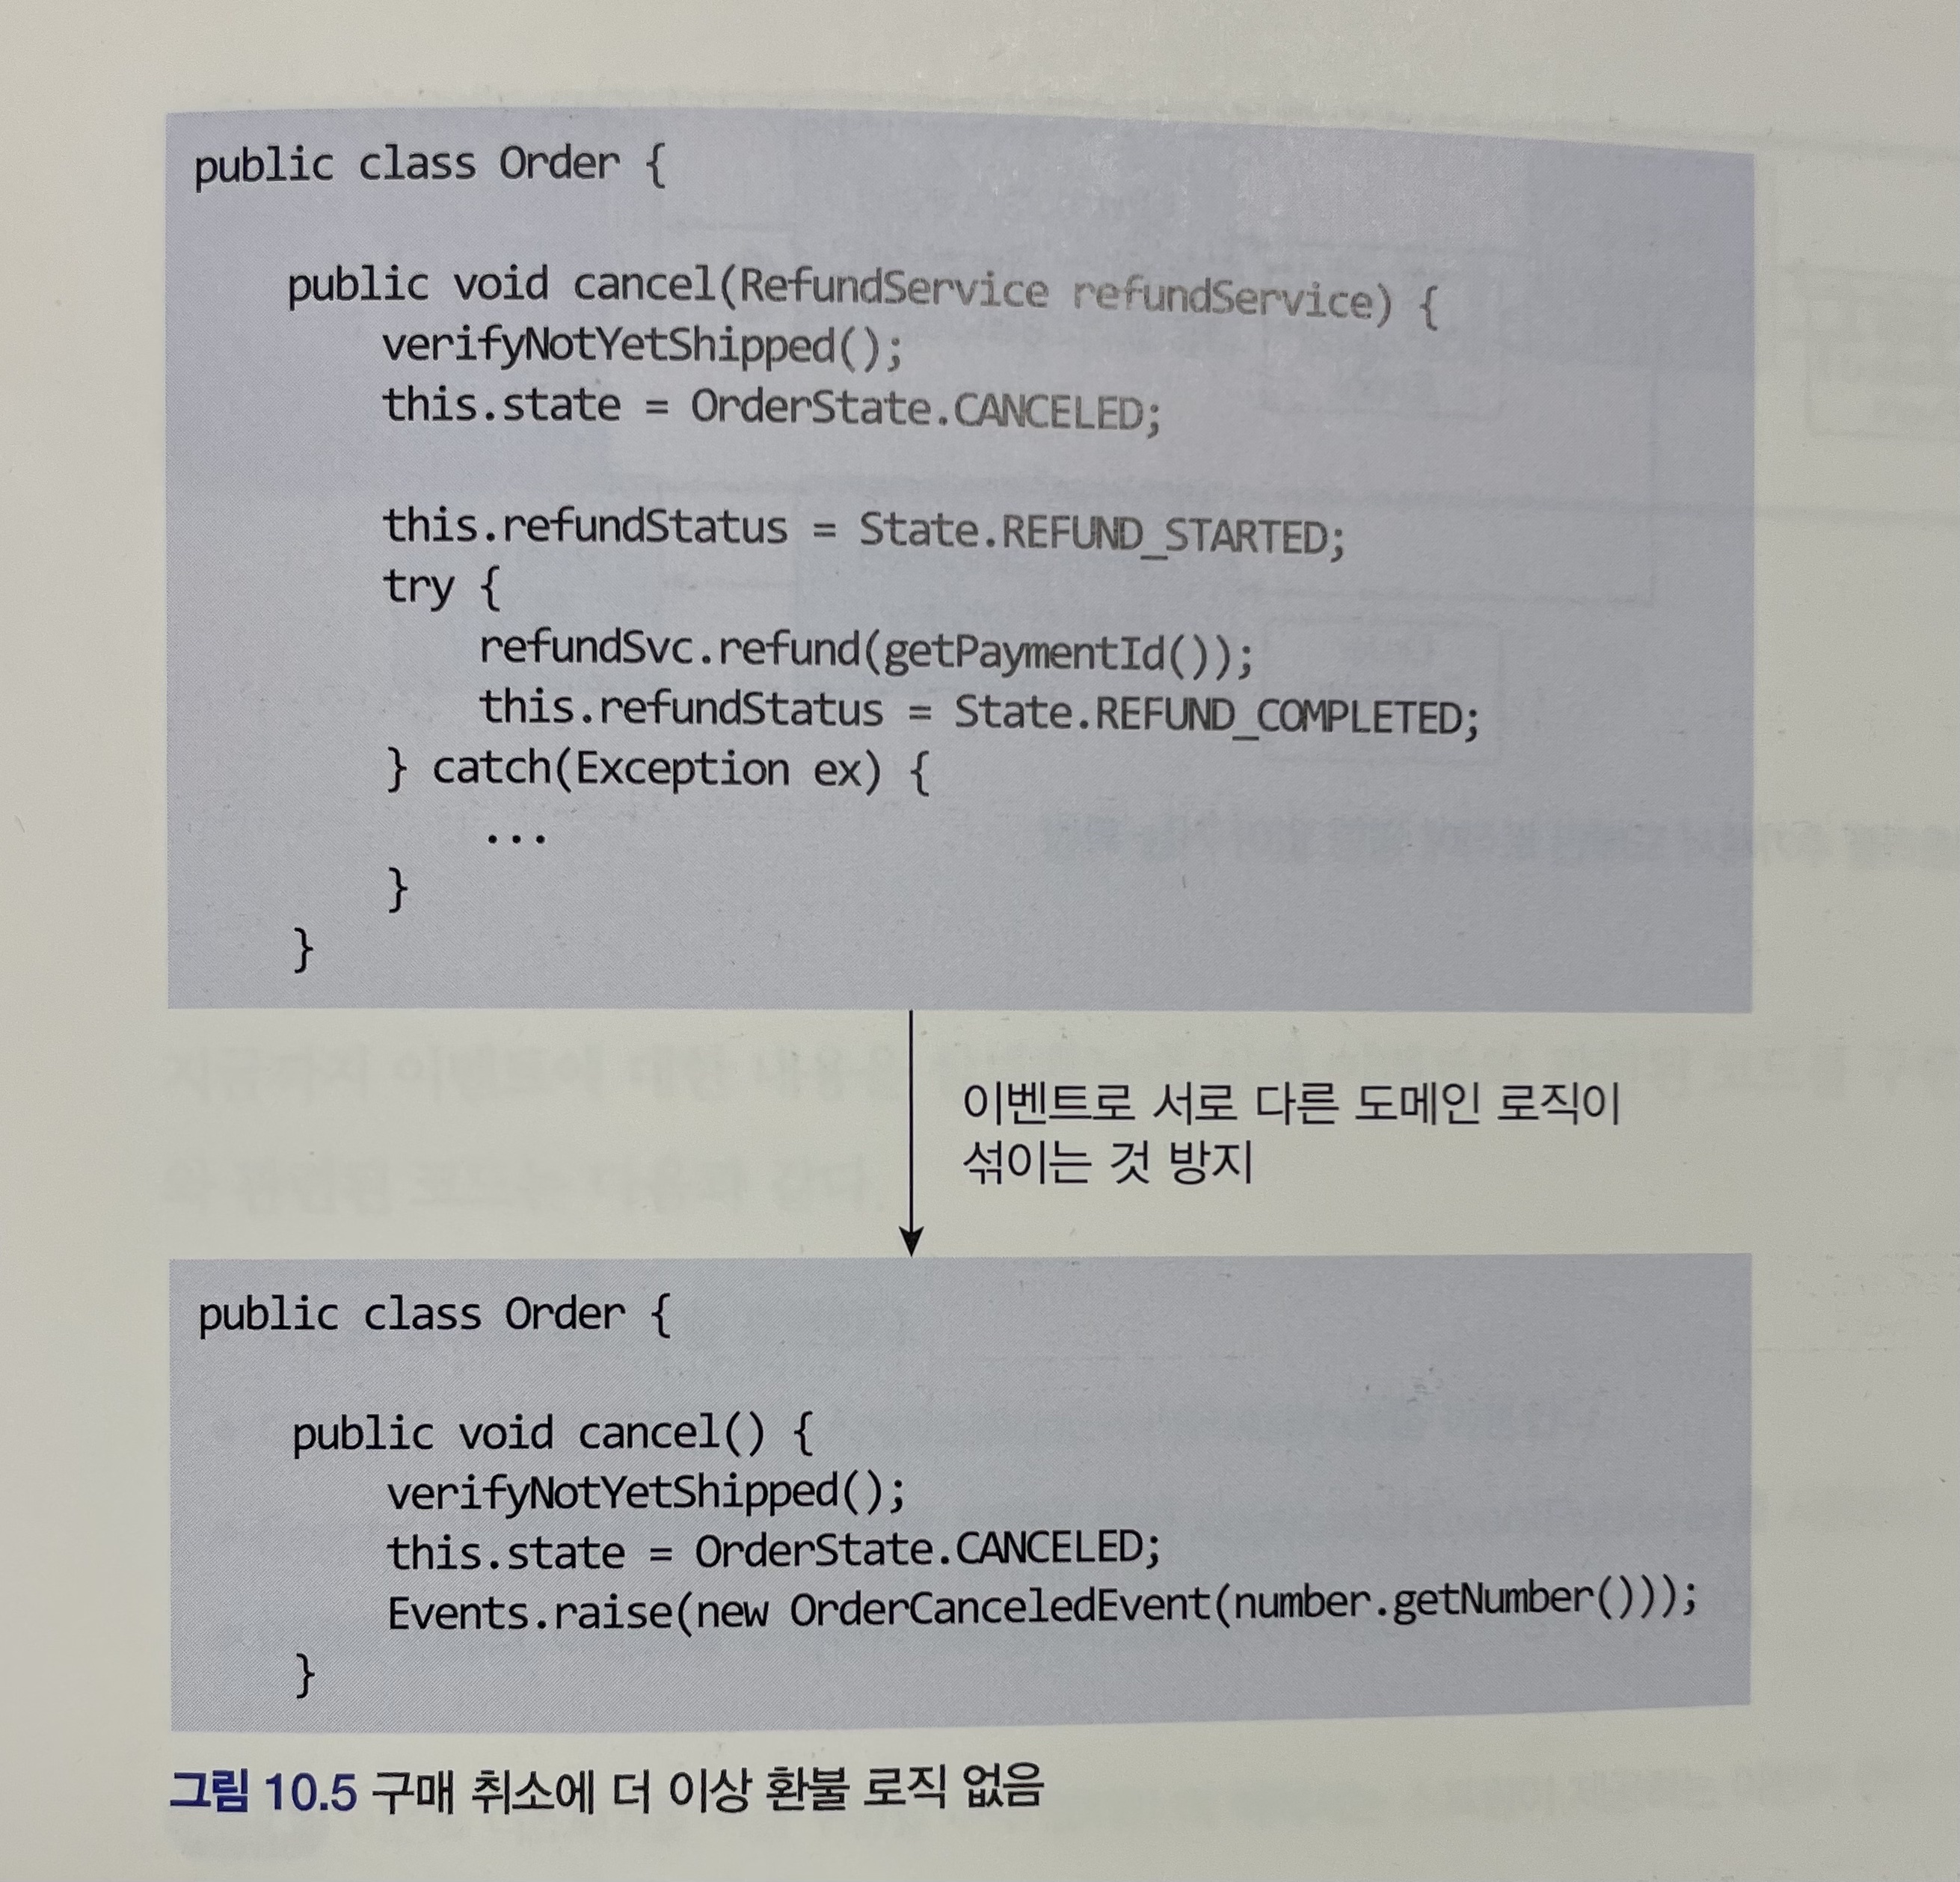 public class Order {
public void cancel(RefundService refundService) {
verifyNotYetShipped();
this.state = OrderState.CANCELED;
this.refundStatus = State.REFUND_STARTED;
try {
refundSvc.refund(getPaymentId());
this.refundStatus = State.REFUND_COMPLETED;
} catch(Exception ex) {
...
}
}
이벤트로 서로 다른 도메인 로직이
섞이는 것 방지
public class Order {
public void cancel() {
verifyNotYetShipped();
this.state = OrderState.CANCELED;
Events.raise(new OrderCanceledEvent(number.getNumber()));
}
그림 10.5 구매 취소에 더 이상 환불 로직 없음